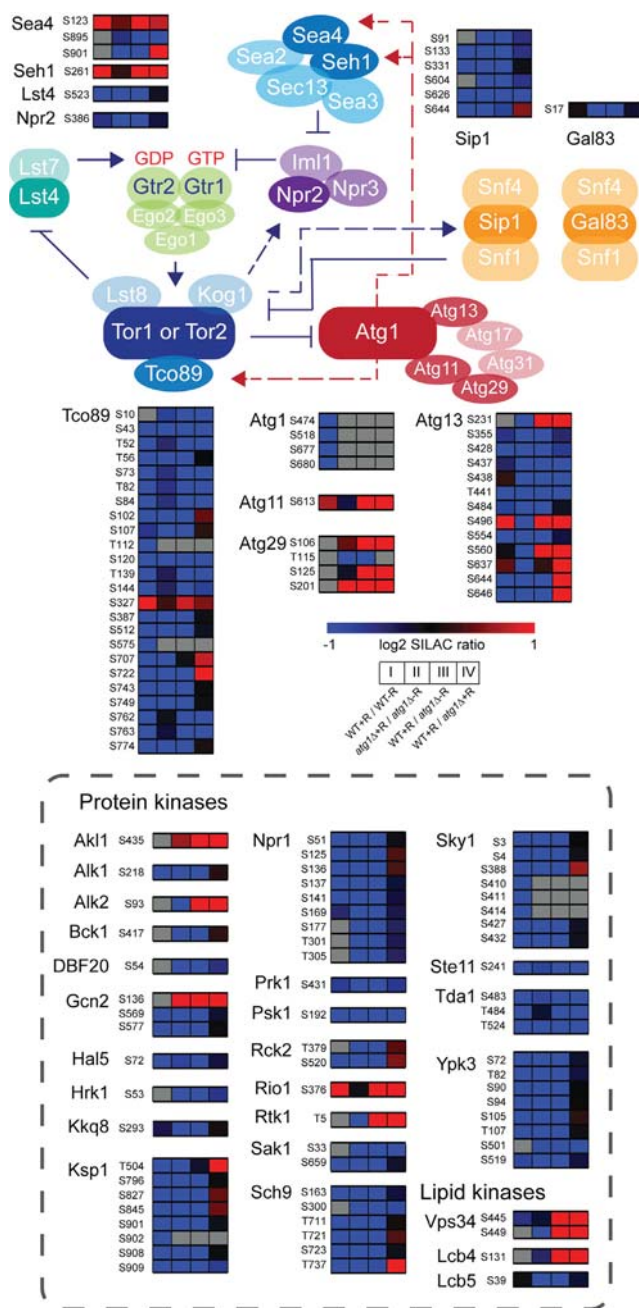 Sea4 S123
S895
S901
Seh1 S261
Lst4 S523
Npr2 S386
Sea4
Sea2 Seh1
Sec13
Sea3
S91
S133
S331
S604
S626
S644
S17
Sip1 Gal83
Lst7
Lst4
GDP GTP
Gtr2 Gtr1
Ego2 Ego3
Ego1
Iml1
Npr2 Npr3
Snf4 Snf4
Sip1 Gal83
Snf1 Snf1
Lst8 Kog1
Tor1 or Tor2
Tco89
Atg1
Atg13
Atg17
Atg31
Atg11
Atg29
Tco89 S10
S43
T52
T56
S73
T82
S84
S102
S107
T112
S120
T139
S144
S327
S387
S512
S575
S707
S722
S743
S749
S762
S763
S774
Atg1 S474
S518
S677
S680
Atg11 S613
Atg29 S106
T115
S125
S201
Atg13 S231
S355
S428
S437
S438
T441
S484
S496
S554
S560
S637
S644
S646
-1 log2 SILAC ratio 1
I II III IV
WT+R / WT-R
atg1Δ+R / atg1Δ-R
WT+R / atg1Δ-R
WT+R / atg1Δ+R
Protein kinases
Akl1 S435
Alk1 S218
Alk2 S93
Bck1 S417
DBF20 S54
Gcn2 S136
S569
S577
Hal5 S72
Hrk1 S53
Kkq8 S293
Ksp1 T504
S796
S827
S845
S901
S902
S908
S909
Npr1 S51
S125
S136
S137
S141
S169
S177
T301
T305
Prk1 S431
Psk1 S192
Rck2 T379
S520
Rio1 S376
Rtk1 T5
Sak1 S33
S659
Sch9 S163
S300
T711
T721
S723
T737
Sky1 S3
S4
S388
S410
S411
S414
S427
S432
Ste11 S241
Tda1 S483
T484
T524
Ypk3 S72
T82
S90
S94
S105
T107
S501
S519
Lipid kinases
Vps34 S445
S449
Lcb4 S131
Lcb5 S39